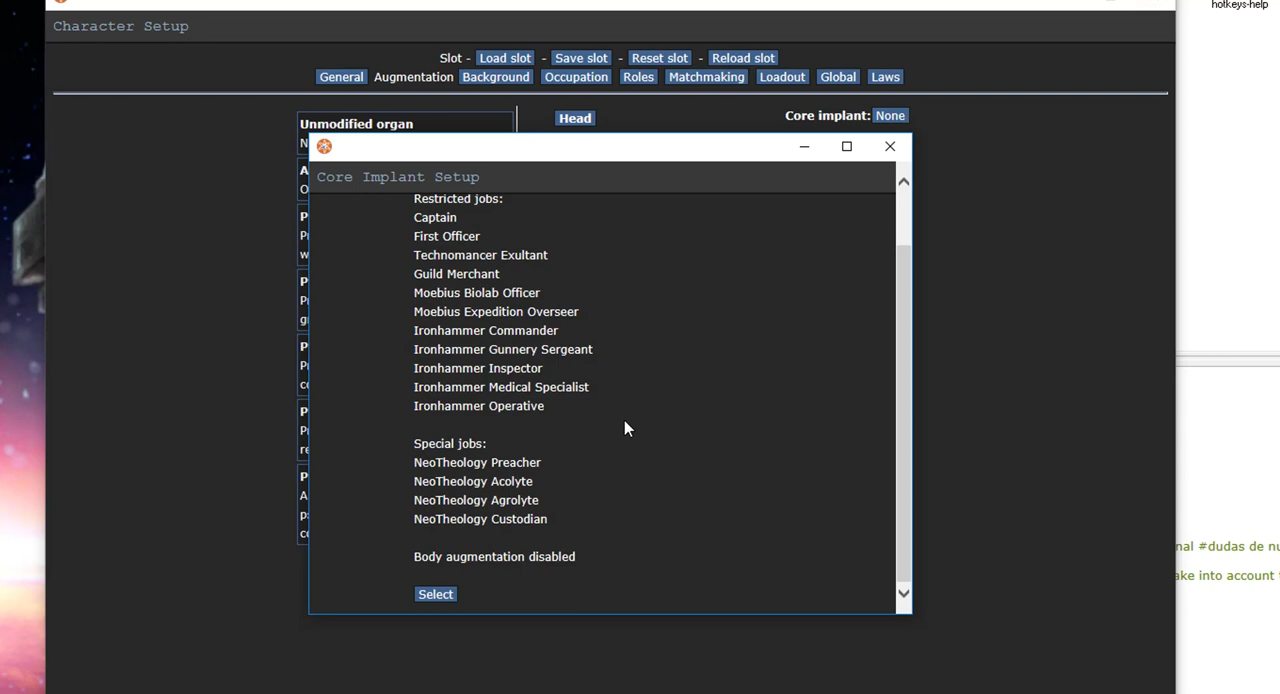 hotkeys-help
Character Setup
Slot - Load slot - Save slot - Reset slot - Reload slot
General Augmentation Background Occupation Roles Matchmaking Loadout Global Laws
Unmodified organ
Head
Core implant: None
Core Implant Setup
Restricted jobs:
Captain
First Officer
Technomancer Exultant
Guild Merchant
Moebius Biolab Officer
Moebius Expedition Overseer
Ironhammer Commander
Ironhammer Gunnery Sergeant
Ironhammer Inspector
Ironhammer Medical Specialist
Ironhammer Operative
Special jobs:
NeoTheology Preacher
NeoTheology Acolyte
NeoTheology Agrolyte
NeoTheology Custodian
Body augmentation disabled
Select
nal #dudas de nu
ake into account